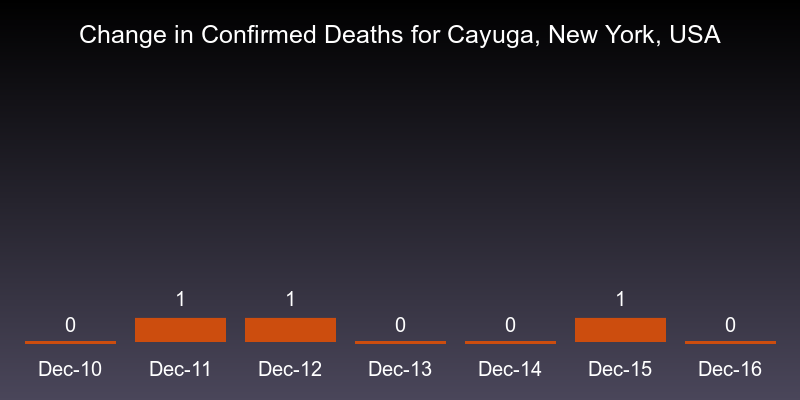 Change in Confirmed Deaths for Cayuga, New York, USA
0 1 1 0 0 1 0
Dec-10 Dec-11 Dec-12 Dec-13 Dec-14 Dec-15 Dec-16